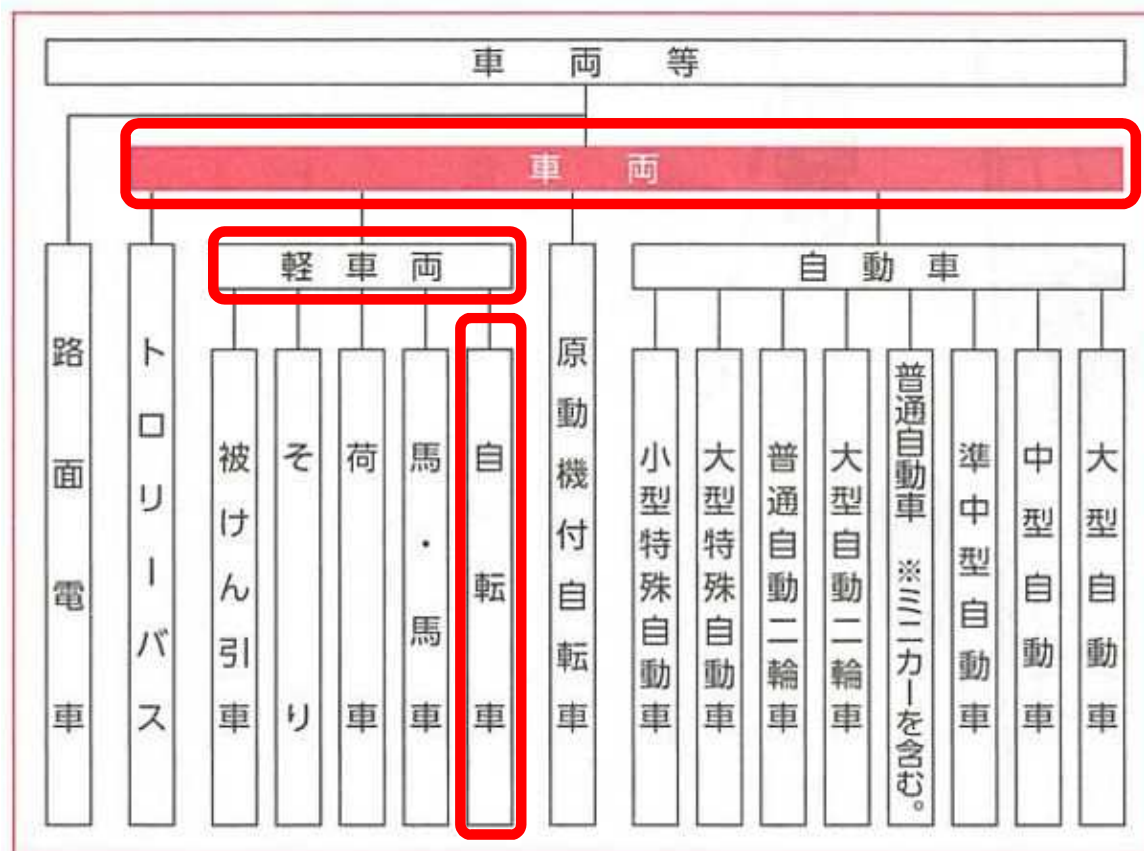 車両等
車両
軽車両
自動車
路面電車
トロリーバス
被けん引車
そり
荷車
馬・馬車
自転車
原動機付自転車
小型特殊自動車
大型特殊自動車
普通自動二輪車
大型自動二輪車
普通自動車　※ミニカーを含む。
準中型自動車
中型自動車
大型自動車